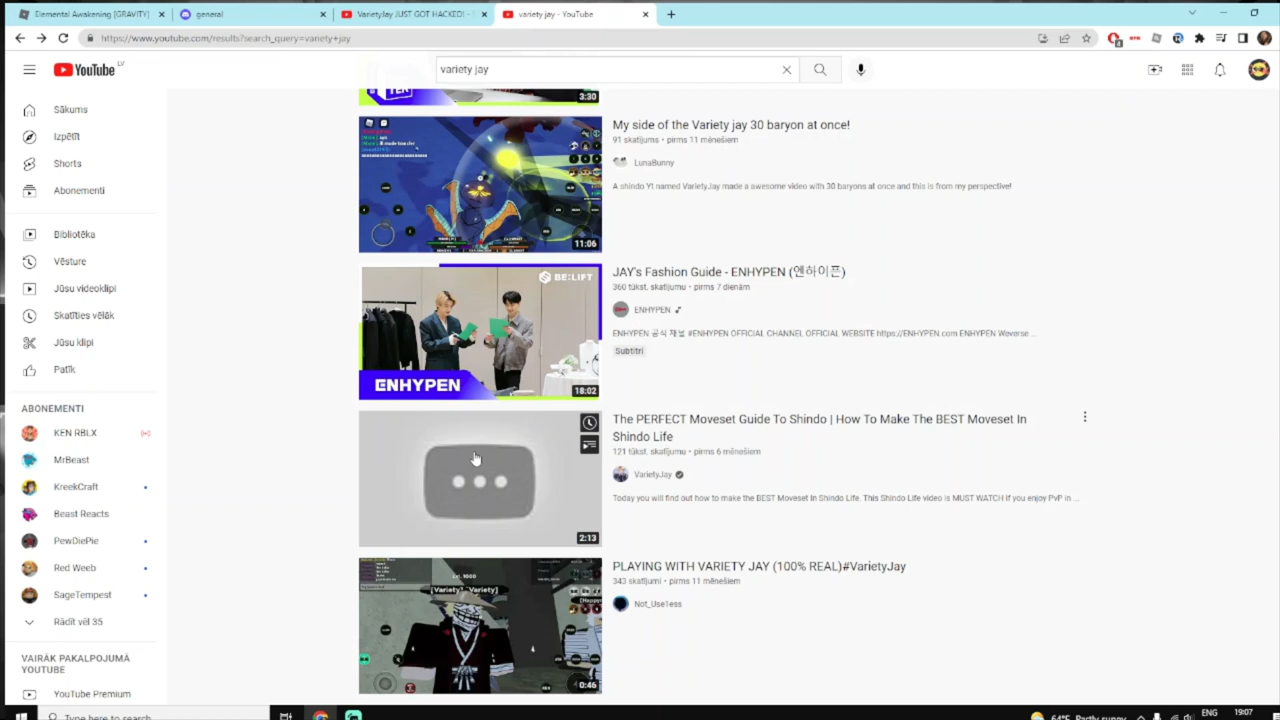 Elemental Awakening [GRAVITY]
general
VarietyJay JUST GOT HACKED! -
variety jay - YouTube
https://www.youtube.com/results?search_query=variety+jay
YouTube LV
variety jay
Sākums
Izpētīt
Shorts
Abonementi
Bibliotēka
Vēsture
Jūsu videoklipi
Skatīties vēlāk
Jūsu klipi
Patīk
ABONEMENTI
KEN RBLX
MrBeast
KreekCraft
Beast Reacts
PewDiePie
Red Weeb
SageTempest
Rādīt vēl 35
VAIRĀK PAKALPOJUMĀ
YOUTUBE
YouTube Premium
3:30
My side of the Variety jay 30 baryon at once!
91 skatījums • pirms 11 mēnešiem
LunaBunny
A shindo Yt named VarietyJay made a awesome video with 30 baryons at once and this is from my perspective!
11:06
BE:LIFT
ENHYPEN
18:02
JAY's Fashion Guide - ENHYPEN (엔하이픈)
360 tūkst. skatījumu • pirms 7 dienām
ENHYPEN
ENHYPEN 공식 채널 #ENHYPEN OFFICIAL CHANNEL OFFICIAL WEBSITE https://ENHYPEN.com ENHYPEN Weverse ...
Subtitri
2:13
The PERFECT Moveset Guide To Shindo | How To Make The BEST Moveset In
Shindo Life
121 tūkst. skatījumu • pirms 6 mēnešiem
VarietyJay
Today you will find out how to make the BEST Moveset In Shindo Life. This Shindo Life video is MUST WATCH if you enjoy PvP in ...
Lvl. 1000
[Variety] "Variety"]
0:46
PLAYING WITH VARIETY JAY (100% REAL)#VarietyJay
343 skatījumi • pirms 11 mēnešiem
Not_Use1ess
Type here to search
64°F Partly sunny
ENG
19:07